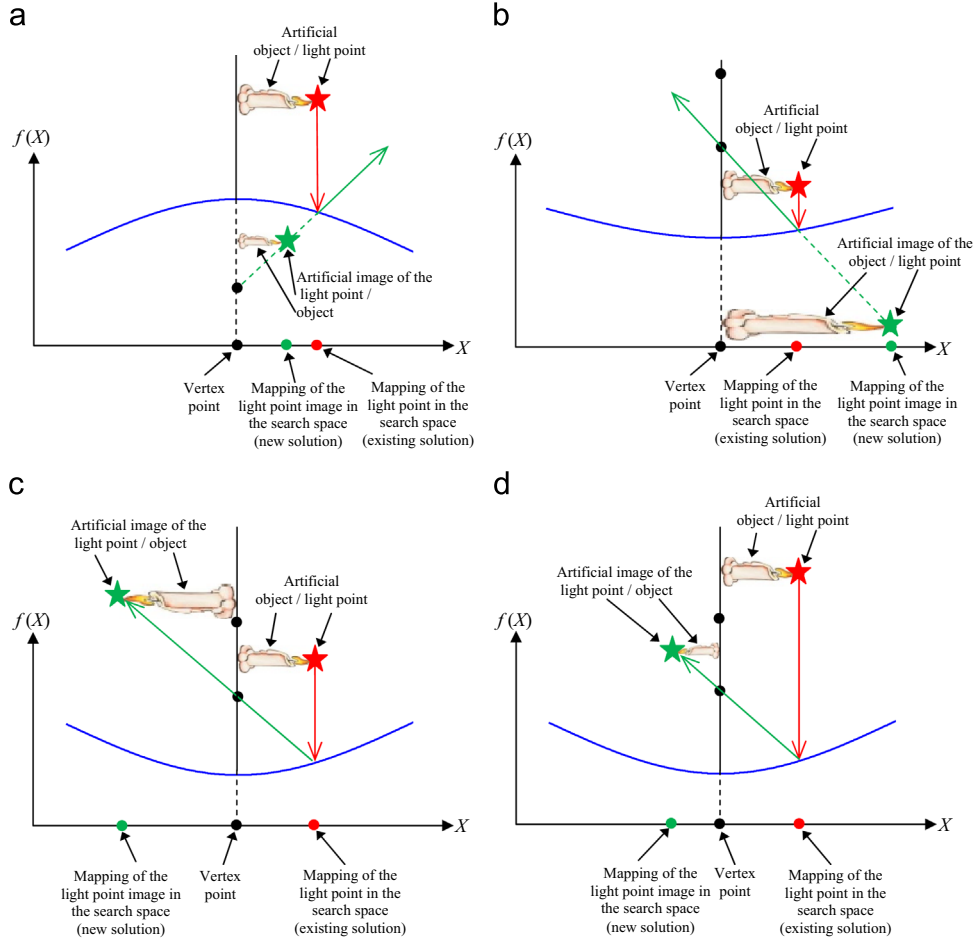 a
Artificial
object / light point
f (X)
Artificial image of the
light point /
object
X
Vertex
point
Mapping of the
light point image in
the search space
(new solution)
Mapping of the
light point in the
search space
(existing solution)
b
Artificial
object / light point
f (X)
Artificial image of the
object / light point
X
Vertex
point
Mapping of the
light point in the
search space
(existing solution)
Mapping of the
light point image in
the search space
(new solution)
c
Artificial image of the
light point / object
Artificial
object / light point
f (X)
X
Mapping of the
light point image in
the search space
(new solution)
Vertex
point
Mapping of the
light point in the
search space
(existing solution)
d
Artificial
object / light point
Artificial image of the
light point / object
f (X)
X
Mapping of the
light point image in
the search space
(new solution)
Vertex
point
Mapping of the
light point in the
search space
(existing solution)